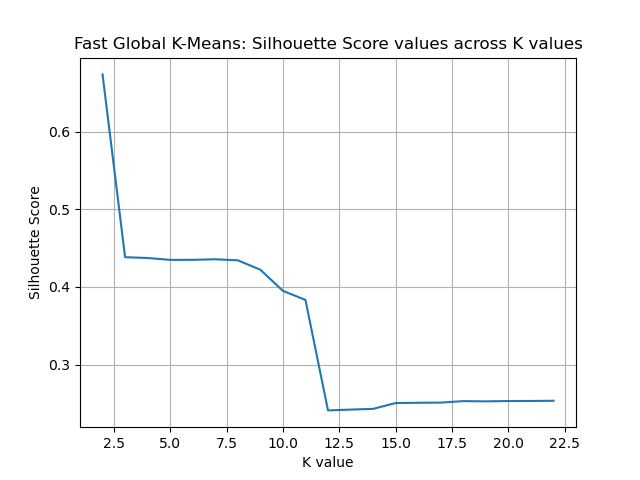 Fast Global K-Means: Silhouette Score values across K values
0.6
0.5
0.4
0.3
Silhouette Score
2.5 5.0 7.5 10.0 12.5 15.0 17.5 20.0 22.5
K value